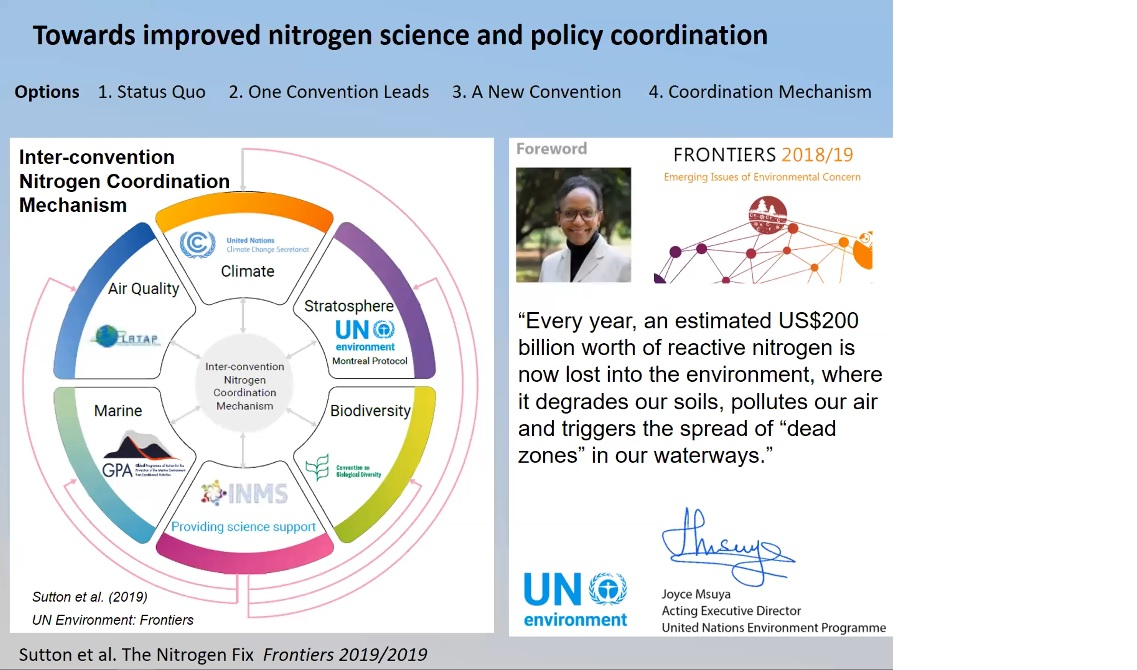 Towards improved nitrogen science and policy coordination
Options 1. Status Quo 2. One Convention Leads 3. A New Convention 4. Coordination Mechanism
Inter-convention
Nitrogen Coordination
Mechanism
United Nations
Climate Change Secretariat
Climate
Air Quality
LRTAP
Stratosphere
UN
environment
Montreal Protocol
Inter-convention
Nitrogen
Coordination
Mechanism
Marine
GPA
Biodiversity
Convention on
Biological Diversity
INMS
Providing science support
Sutton et al. (2019)
UN Environment: Frontiers
Foreword
FRONTIERS 2018/19
Emerging Issues of Environmental Concern
“Every year, an estimated US$200
billion worth of reactive nitrogen is
now lost into the environment, where
it degrades our soils, pollutes our air
and triggers the spread of “dead
zones” in our waterways.”
UN
environment
Joyce Msuya
Acting Executive Director
United Nations Environment Programme
Sutton et al. The Nitrogen Fix Frontiers 2019/2019